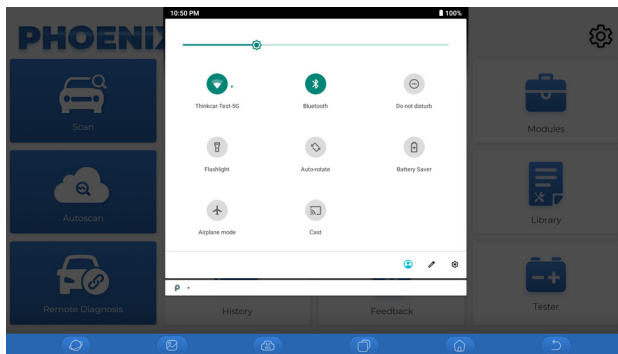 10:50 PM 100%
PHOENIX
Thinkcar-Test-5G Bluetooth Do not disturb
Scan Modules
Flashlight Auto-rotate Battery Saver
Autoscan Library
Airplane mode Cast
Remote Diagnosis History Feedback Tester